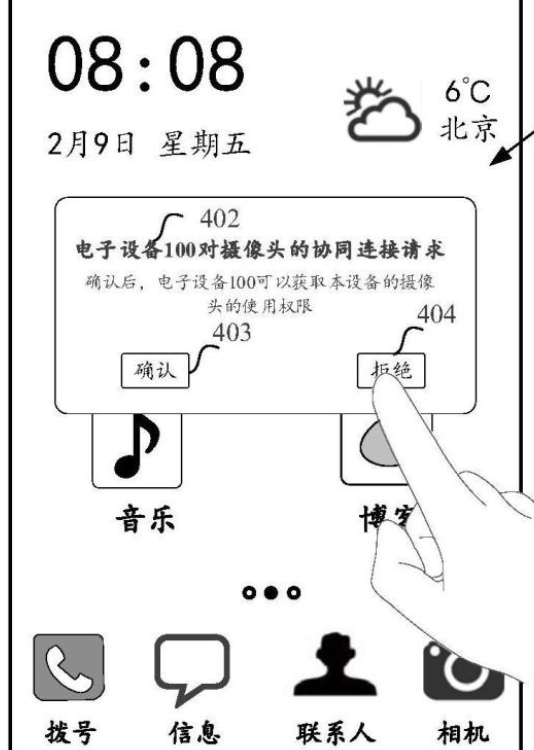 08:08
6°C
2月9日 星期五
北京
402
电子设备100对摄像头的协同连接请求
确认后，电子设备100可以获取本设备的摄像
头的使用权限
404
403
确认
拒绝
音乐
博客
拨号
信息
联系人
相机